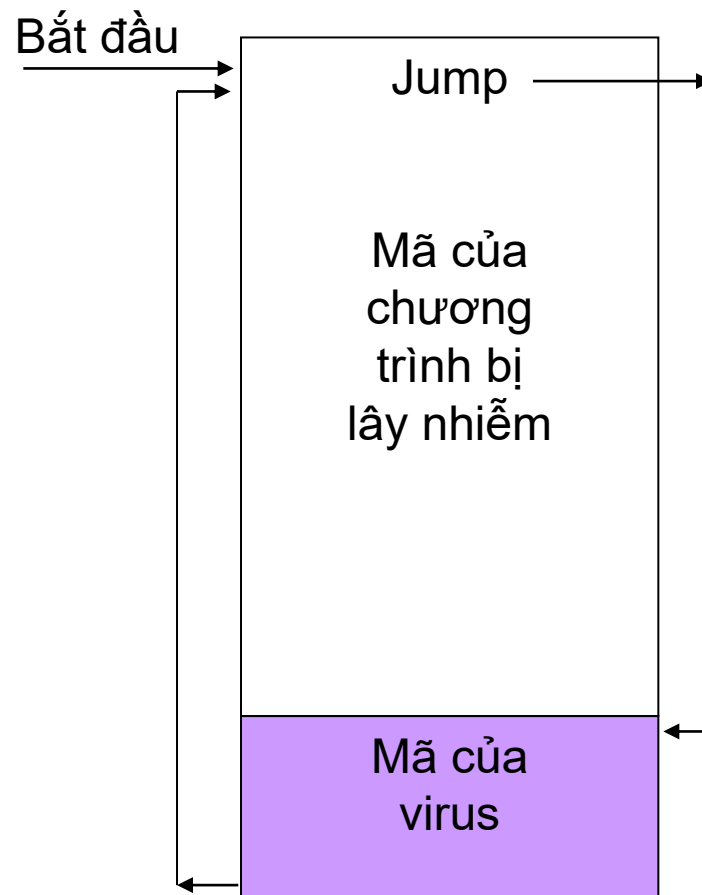 Bắt đầu
Jump
Mã của
chương
trình bị
lây nhiễm
Mã của
virus